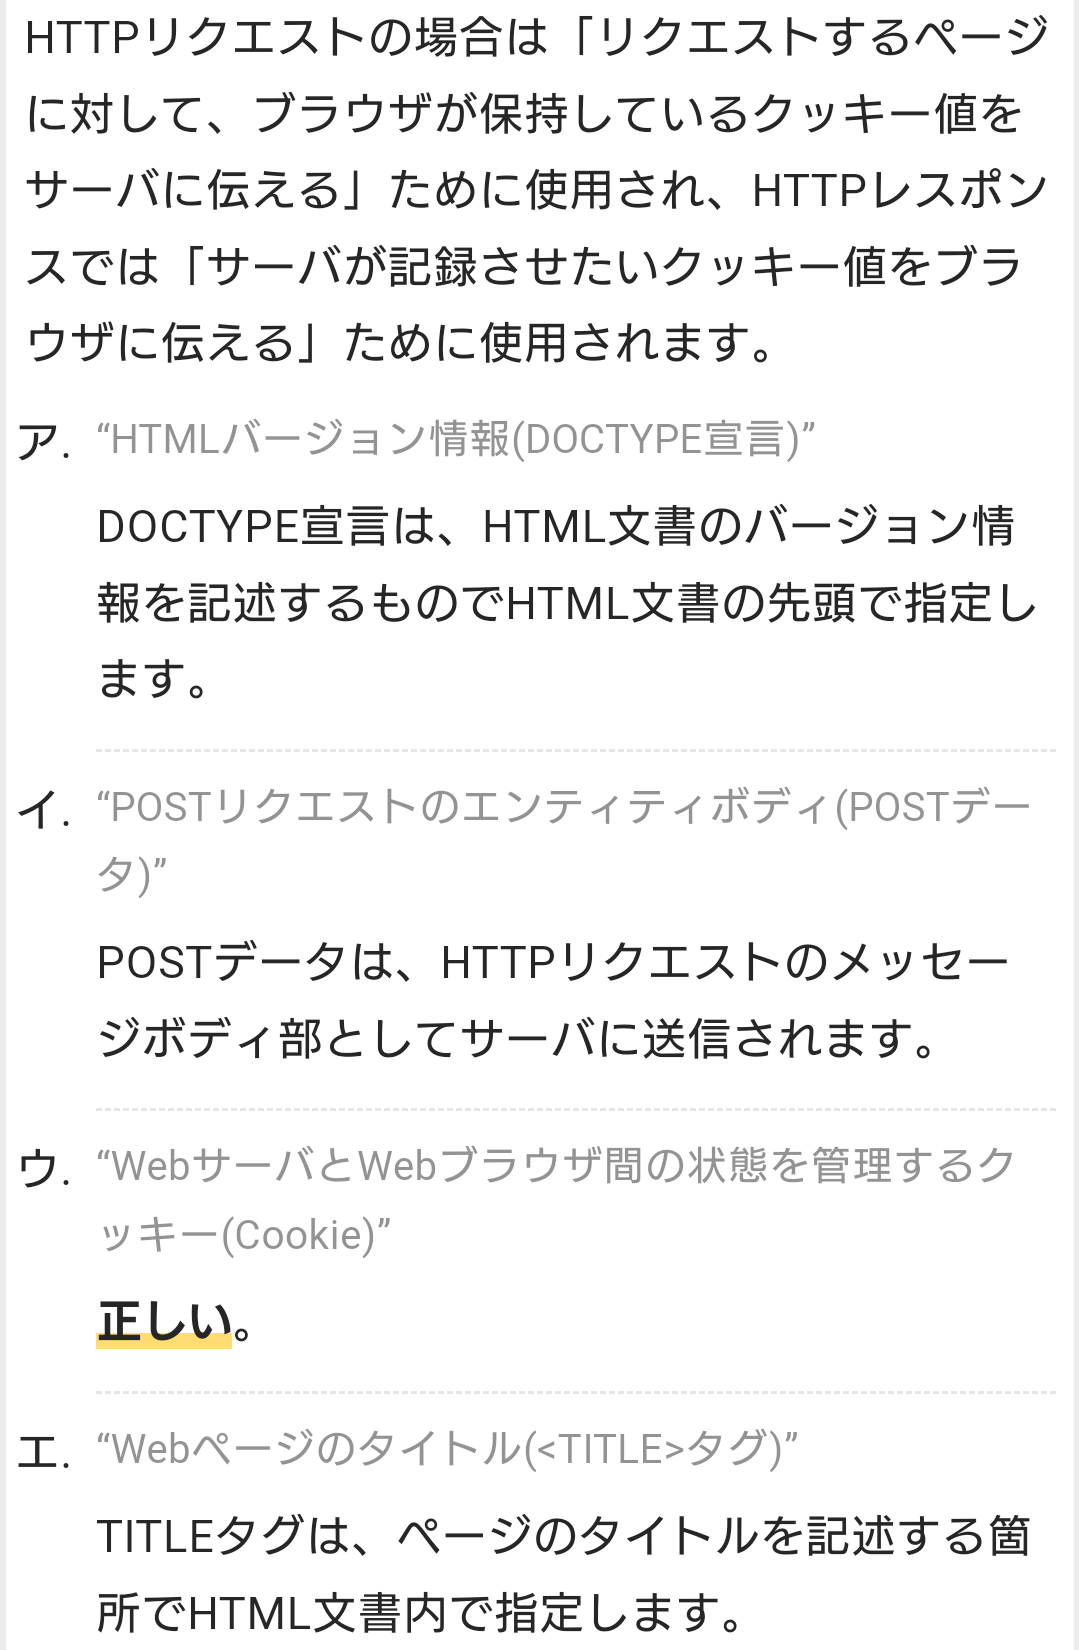 HTTPリクエストの場合は「リクエストするページ
に対して、ブラウザが保持しているクッキー値を
サーバに伝える」ために使用され、HTTPレスポン
スでは「サーバが記録させたいクッキー値をブラ
ウザに伝える」ために使用されます。
ア. “HTMLバージョン情報(DOCTYPE宣言)”
DOCTYPE宣言は、HTML文書のバージョン情
報を記述するものでHTML文書の先頭で指定し
ます。
イ. “POSTリクエストのエンティティボディ(POSTデー
タ)”
POSTデータは、HTTPリクエストのメッセー
ジボディ部としてサーバに送信されます。
ウ. “WebサーバとWebブラウザ間の状態を管理するク
ッキー(Cookie)”
正しい。
エ. “Webページのタイトル(<TITLE>タグ)”
TITLEタグは、ページのタイトルを記述する箇
所でHTML文書内で指定します。